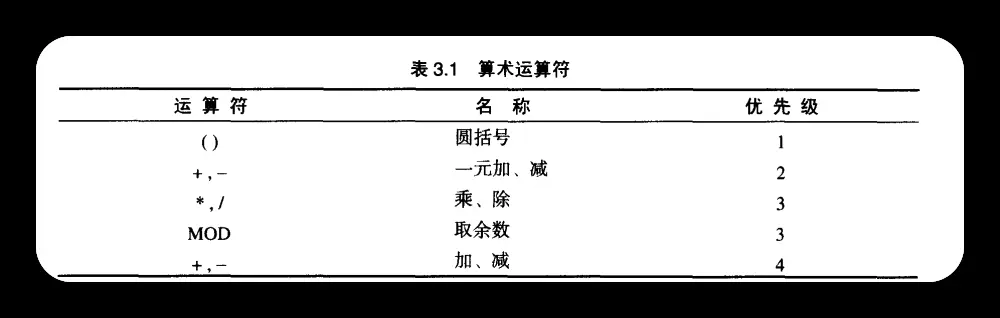 表 3.1 算术运算符
运 算 符 名 称 优 先 级
( ) 圆括号 1
+ , − 一元加、减 2
* , / 乘、除 3
MOD 取余数 3
+ , − 加、减 4